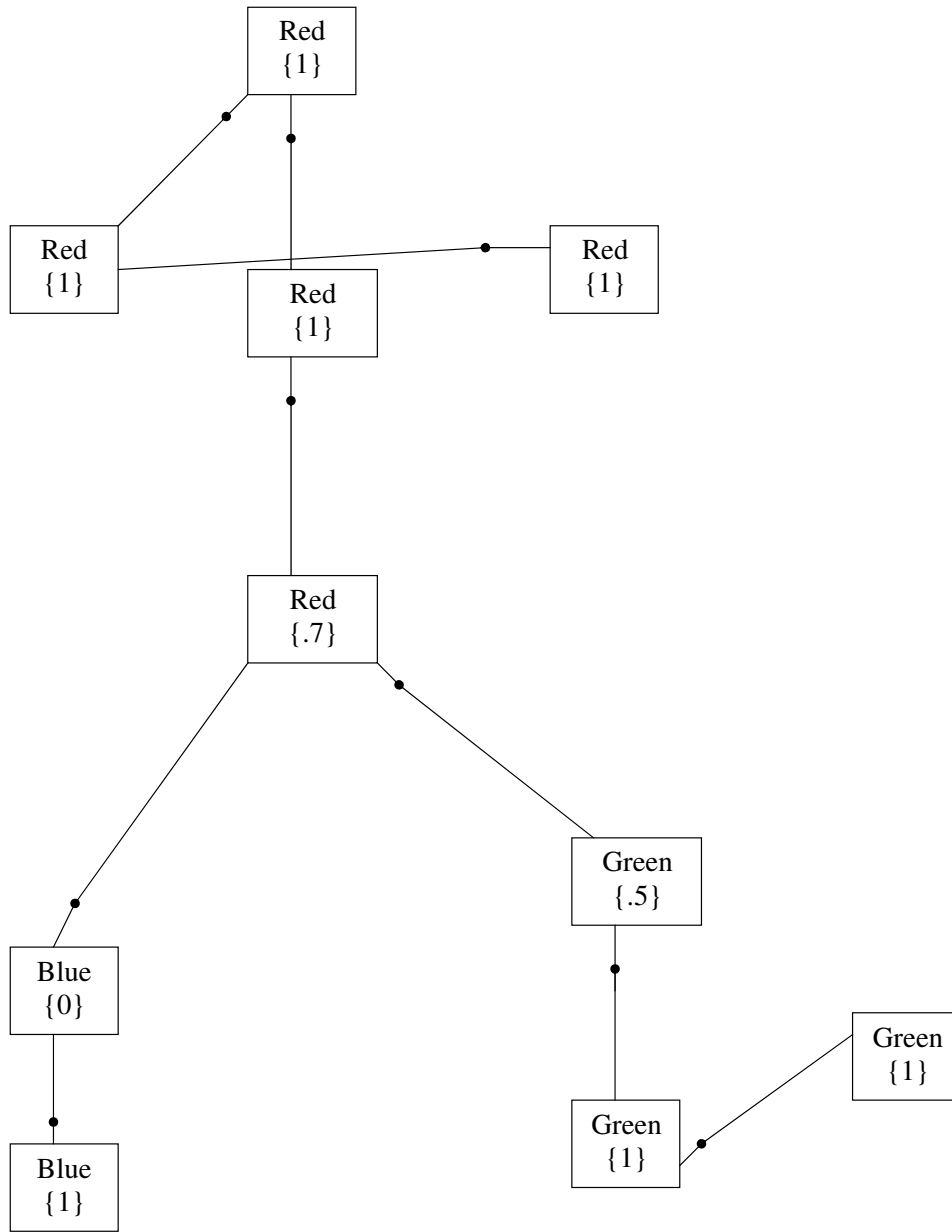 Red
{1}
Red
{1}
Red
{1}
Red
{1}
Red
{.7}
Green
{.5}
Blue
{0}
Green
{1}
Green
{1}
Blue
{1}